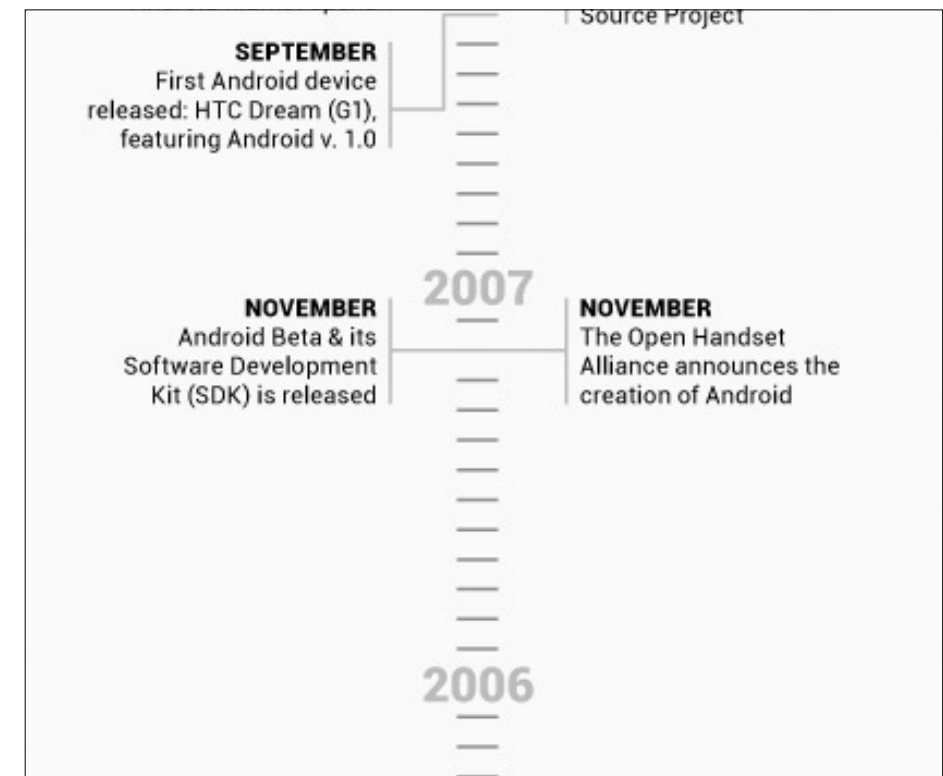 Source Project
SEPTEMBER
First Android device
released: HTC Dream (G1),
featuring Android v. 1.0
2007
NOVEMBER
Android Beta & its
Software Development
Kit (SDK) is released
NOVEMBER
The Open Handset
Alliance announces the
creation of Android
2006